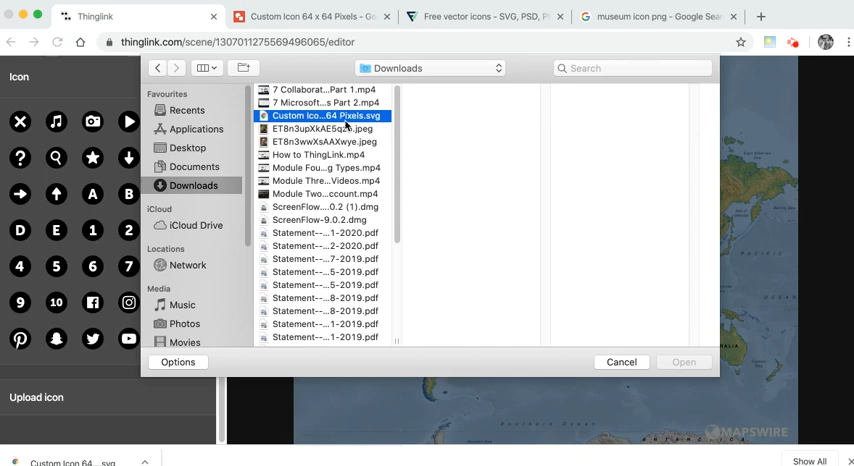 Thinglink
Custom Icon 64 x 64 Pixels - Go
Free vector icons - SVG, PSD, P
museum icon png - Google Sear
thinglink.com/scene/1307011275569496065/editor
Icon
Downloads
Search
Favourites
Recents
Applications
Desktop
Documents
Downloads
iCloud
iCloud Drive
Locations
Network
Media
Music
Photos
Movies
7 Collaborat...Part 1.mp4
7 Microsoft...s Part 2.mp4
Custom Ico...64 Pixels.svg
ET8n3upXkAE5qz .jpeg
ET8n3wwXsAAXwye.jpeg
How to ThingLink.mp4
Module Fou...g Types.mp4
Module Thre...Videos.mp4
Module Two...ccount.mp4
ScreenFlow....0.2 (1).dmg
ScreenFlow-9.0.2.dmg
Statement--...1-2020.pdf
Statement--...2-2020.pdf
Statement--...7-2019.pdf
Statement--...5-2019.pdf
Statement--...5-2019.pdf
Statement--...8-2019.pdf
Statement--...8-2019.pdf
Statement--...1-2019.pdf
Statement--...1-2019.pdf
?
A B
D E 1 2
4 5 6 7
9 10
Options
Cancel
Open
Upload icon
PACIFIC
ALIA
Southern Ocean
ANTARCTICA
MAPSWIRE
Custom Icon 64....svg
Show All